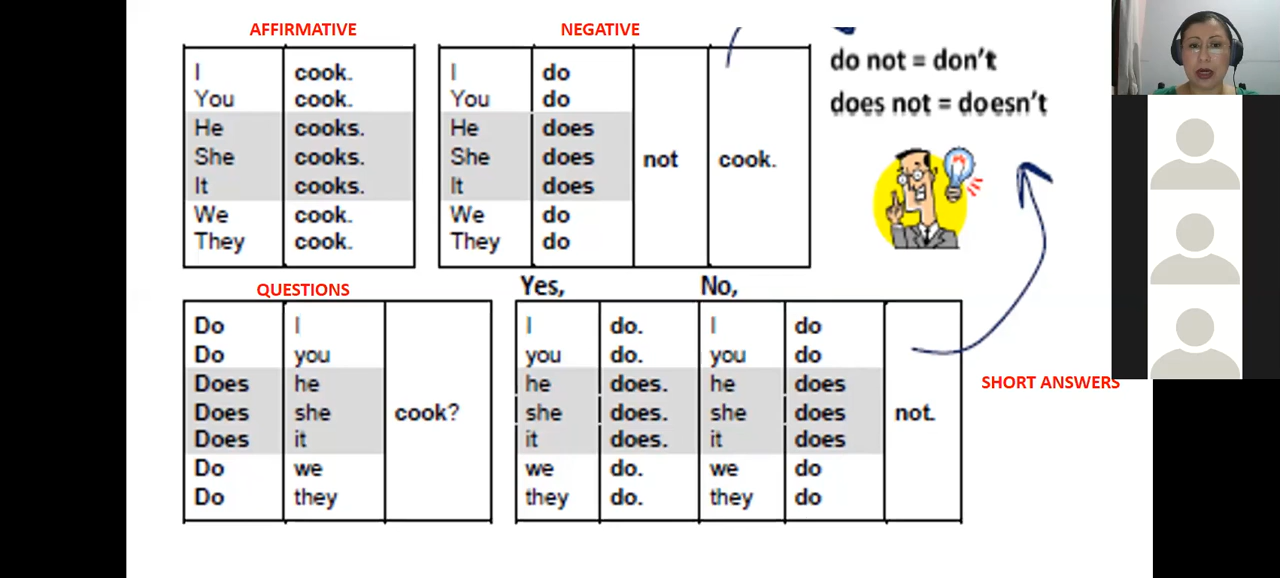 AFFIRMATIVE
I cook.
You cook.
He cooks.
She cooks.
It cooks.
We cook.
They cook.
NEGATIVE
I do
You do
He does
She does
It does
We do
They do
not
cook.
do not = don't
does not = doesn't
QUESTIONS
Do I
Do you
Does he
Does she
Does it
Do we
Do they
cook?
Yes, No,
I do. I do
you do. you do
he does. he does
she does. she does
it does. it does
we do. we do
they do. they do
not.
SHORT ANSWERS